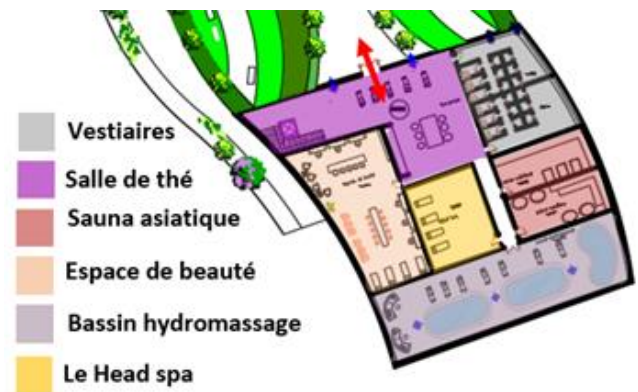 Vestiaires
Salle de thé
Sauna asiatique
Espace de beauté
Bassin hydromassage
Le Head spa